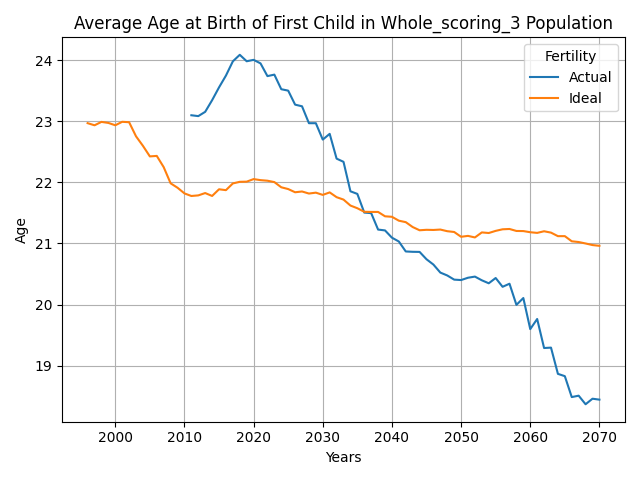 Average Age at Birth of First Child in Whole_scoring_3 Population
Fertility
Actual
Ideal
24
23
22
21
20
19
Age
2000 2010 2020 2030 2040 2050 2060 2070
Years